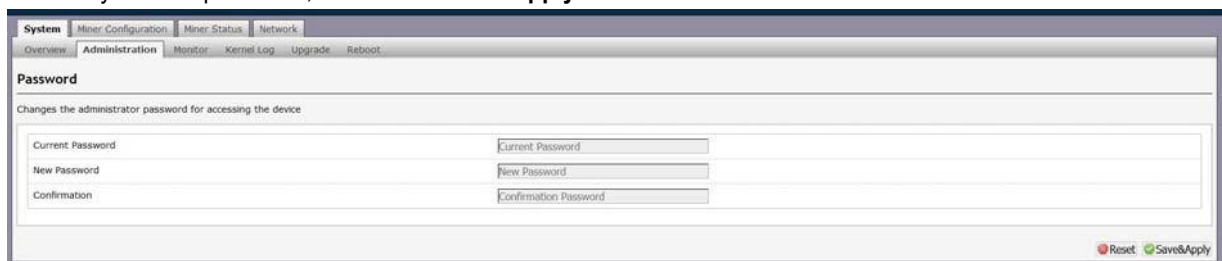 System Miner Configuration Miner Status Network
Overview Administration Monitor Kernel Log Upgrade Reboot
Password
Changes the administrator password for accessing the device
Current Password Current Password
New Password New Password
Confirmation Confirmation Password
Reset Save&Apply